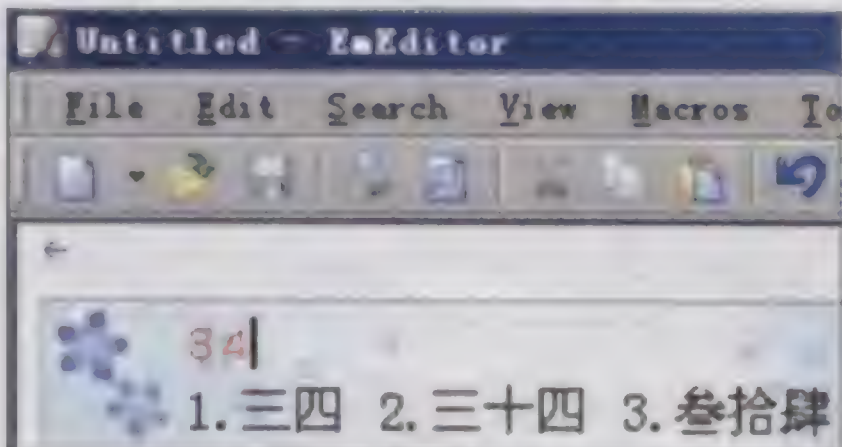 Untitled - EmEditor
File Edit Search View Macros To
34
1.三四 2.三十四 3.叁拾肆